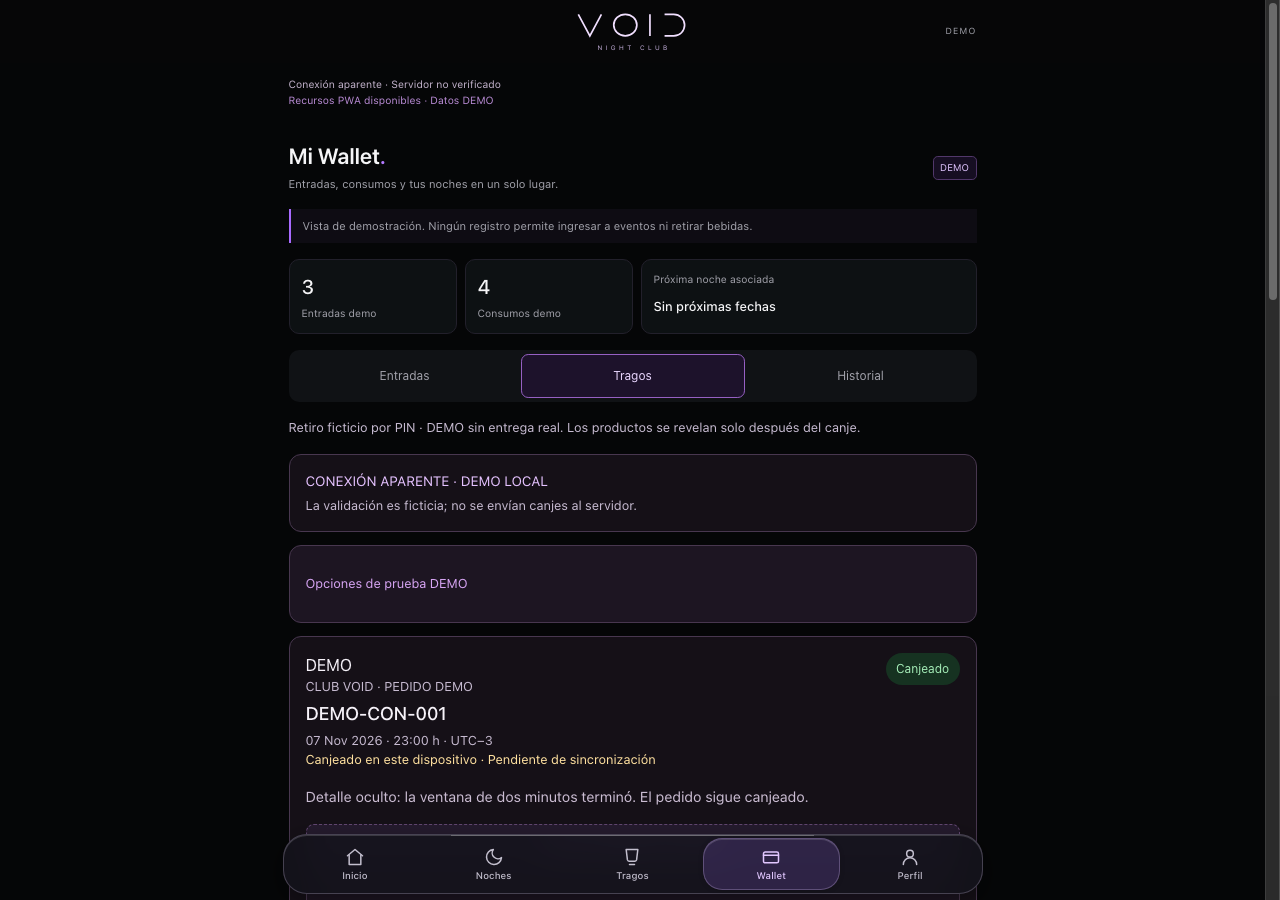 VOID
NIGHT CLUB
DEMO
Conexión aparente · Servidor no verificado
Recursos PWA disponibles · Datos DEMO
Mi Wallet.
DEMO
Entradas, consumos y tus noches en un solo lugar.
Vista de demostración. Ningún registro permite ingresar a eventos ni retirar bebidas.
3
Entradas demo
4
Consumos demo
Próxima noche asociada
Sin próximas fechas
Entradas
Tragos
Historial
Retiro ficticio por PIN · DEMO sin entrega real. Los productos se revelan solo después del canje.
CONEXIÓN APARENTE · DEMO LOCAL
La validación es ficticia; no se envían canjes al servidor.
Opciones de prueba DEMO
DEMO
Canjeado
CLUB VOID · PEDIDO DEMO
DEMO-CON-001
07 Nov 2026 · 23:00 h · UTC−3
Canjeado en este dispositivo · Pendiente de sincronización
Detalle oculto: la ventana de dos minutos terminó. El pedido sigue canjeado.
Inicio
Noches
Tragos
Wallet
Perfil